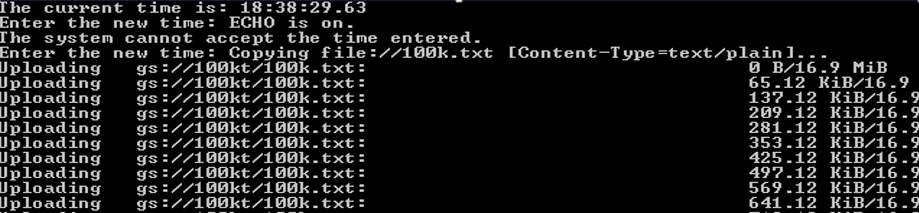 The current time is: 18:38:29.63
Enter the new time: ECHO is on.
The system cannot accept the time entered.
Enter the new time: Copying file://100k.txt [Content-Type=text/plain]...
Uploading   gs://100kt/100k.txt:                             0 B/16.9 MiB
Uploading   gs://100kt/100k.txt:                             65.12 KiB/16.9
Uploading   gs://100kt/100k.txt:                             137.12 KiB/16.9
Uploading   gs://100kt/100k.txt:                             209.12 KiB/16.9
Uploading   gs://100kt/100k.txt:                             281.12 KiB/16.9
Uploading   gs://100kt/100k.txt:                             353.12 KiB/16.9
Uploading   gs://100kt/100k.txt:                             425.12 KiB/16.9
Uploading   gs://100kt/100k.txt:                             497.12 KiB/16.9
Uploading   gs://100kt/100k.txt:                             569.12 KiB/16.9
Uploading   gs://100kt/100k.txt:                             641.12 KiB/16.9